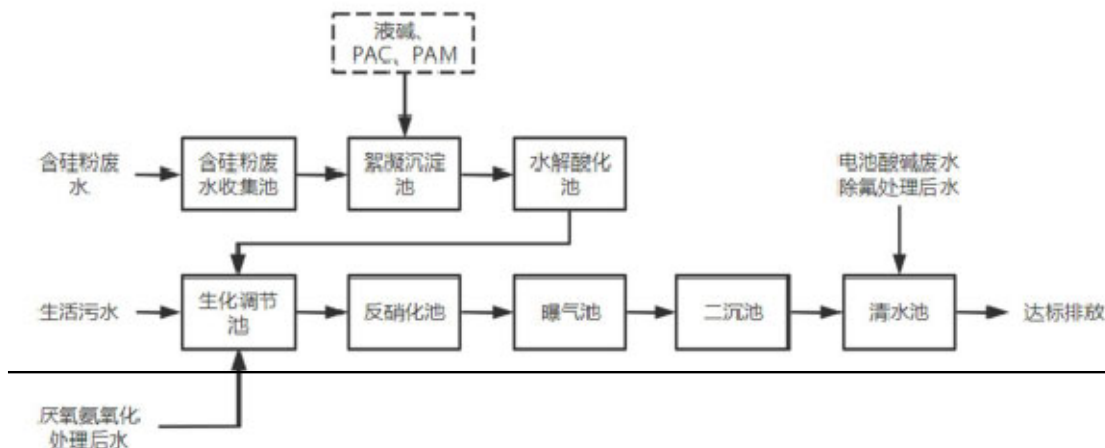 液碱、
PAC、PAM
含硅粉废
水
含硅粉废
水收集池
絮凝沉淀
池
水解酸化
池
电池酸碱废水
除氟处理后水
生活污水
生化调节
池
反硝化池
曝气池
二沉池
清水池
达标排放
厌氧氨氧化
处理后水